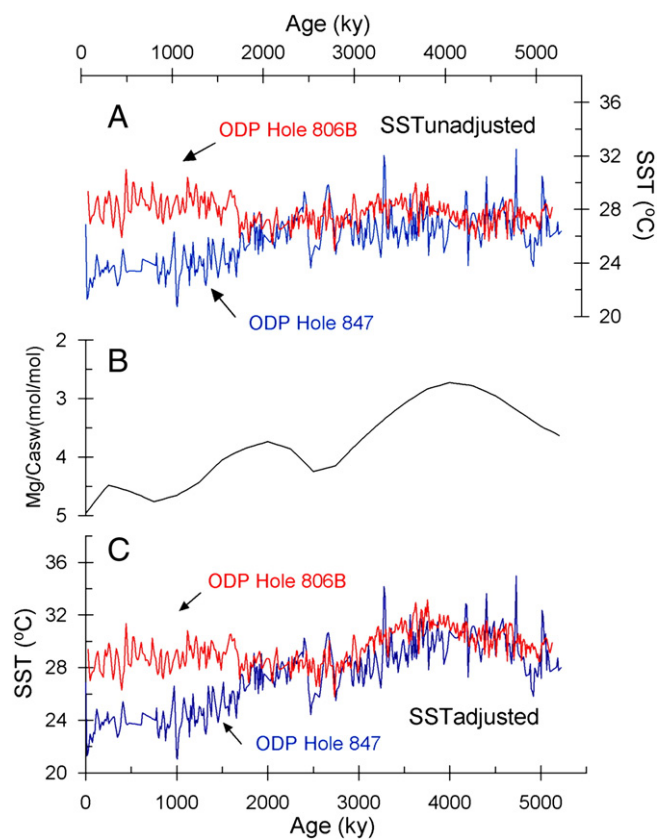 Age (ky)
0 1000 2000 3000 4000 5000
A
ODP Hole 806B
SSTunadjusted
ODP Hole 847
36
32
28
24
20
SST (ºC)
B
2
3
4
5
Mg/Casw(mol/mol)
C
ODP Hole 806B
SSTadjusted
ODP Hole 847
36
32
28
24
20
SST (ºC)
0 1000 2000 3000 4000 5000
Age (ky)